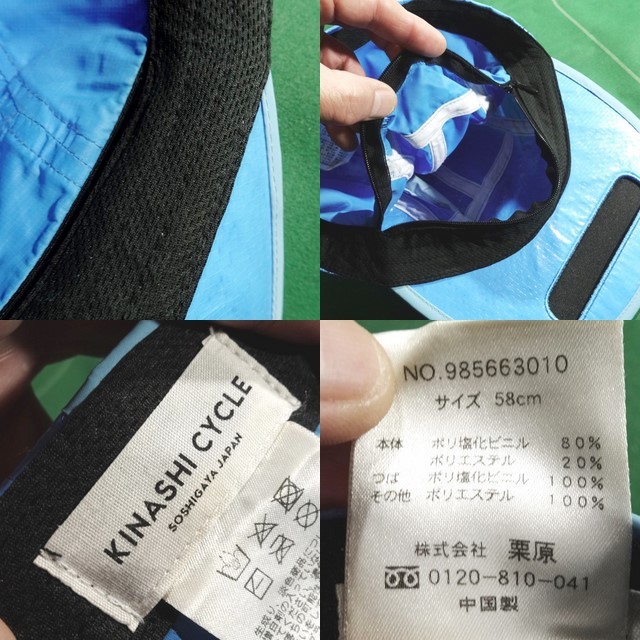 KINASHI CYCLE
SOSHIGAYA JAPAN
NO.985663010
サイズ 58cm
本体 ポリ塩化ビニル 80%
ポリエステル 20%
つば ポリ塩化ビニル 100%
その他 ポリエステル 100%
株式会社 栗原
0120-810-041
中国製